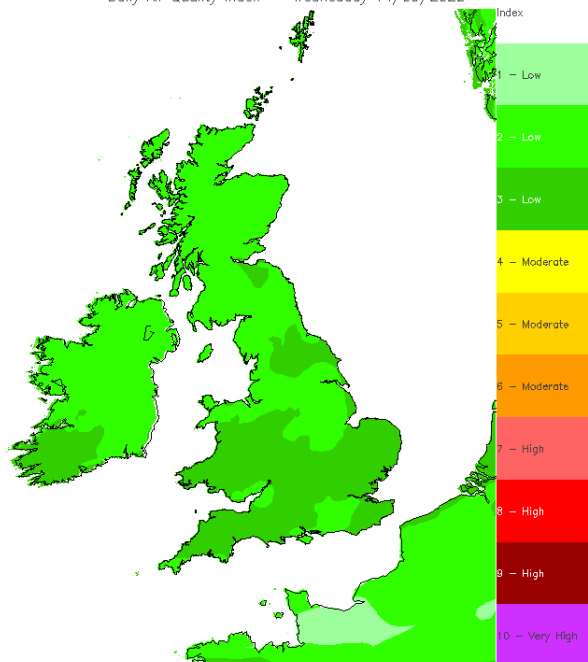 Index
1 - Low
2 - Low
3 - Low
4 - Moderate
5 - Moderate
6 - Moderate
7 - High
8 - High
9 - High
10 - Very High